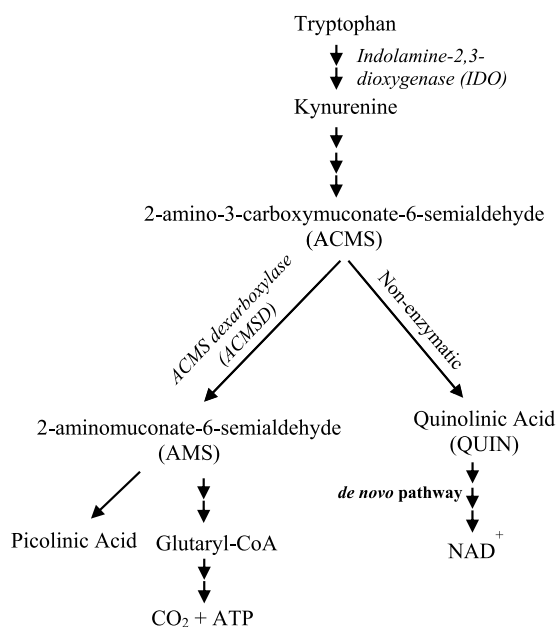 Tryptophan
Indolamine-2,3-
dioxygenase (IDO)
Kynurenine
2-amino-3-carboxymuconate-6-semialdehyde
(ACMS)
ACMS dexarboxylase
(ACMSD)
Non-enzymatic
2-aminomuconate-6-semialdehyde
(AMS)
Quinolinic Acid
(QUIN)
de novo pathway
Picolinic Acid
Glutaryl-CoA
NAD+
CO₂ + ATP